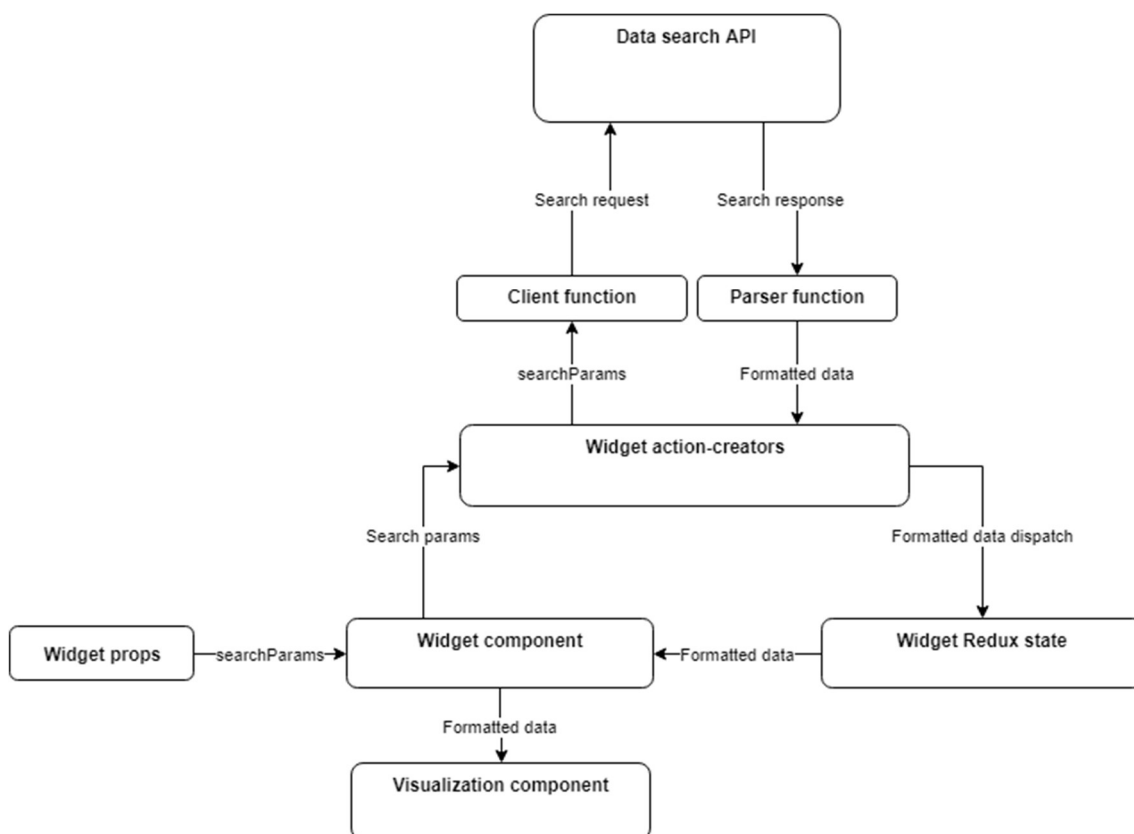 Data search API
Search request
Search response
Client function
Parser function
searchParams
Formatted data
Widget action-creators
Search params
Formatted data dispatch
Widget props
searchParams
Widget component
Formatted data
Widget Redux state
Formatted data
Visualization component